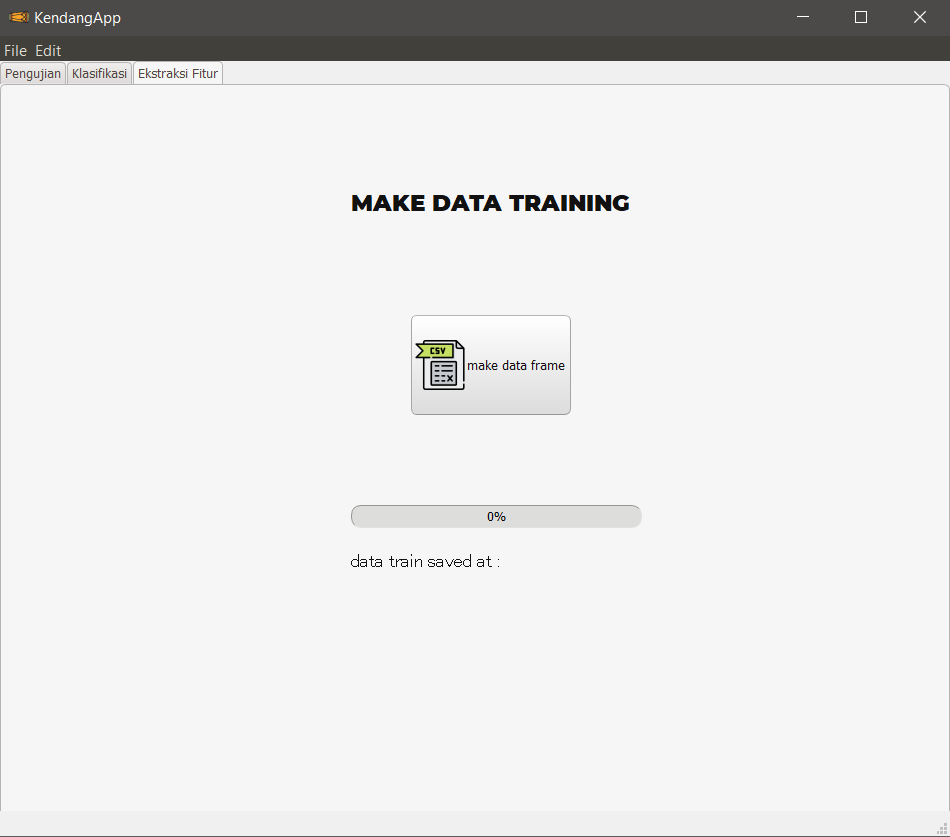 KendangApp
File Edit
Pengujian Klasifikasi Ekstraksi Fitur
MAKE DATA TRAINING
CSV
make data frame
0%
data train saved at :